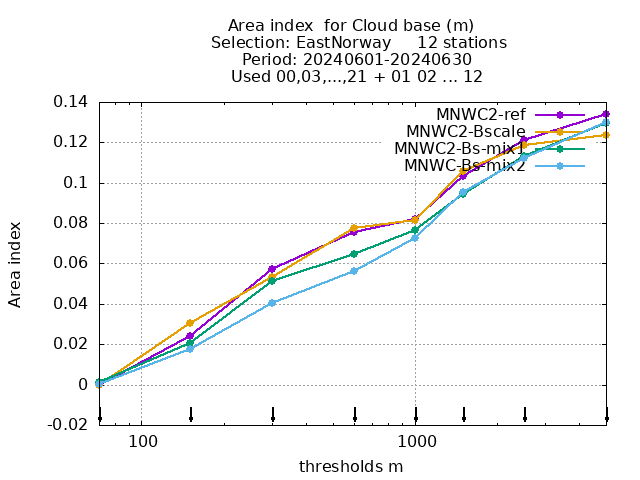 Area index  for Cloud base (m)
Selection: EastNorway     12 stations
Period: 20240601-20240630
Used 00,03,...,21 + 01 02 ... 12
MNWC2-ref
MNWC2-Bscale
MNWC2-Bs-mix1
MNWC-Bs-mix2
0.14
0.12
0.1
0.08
0.06
0.04
0.02
0
-0.02
Area index
100
1000
thresholds m